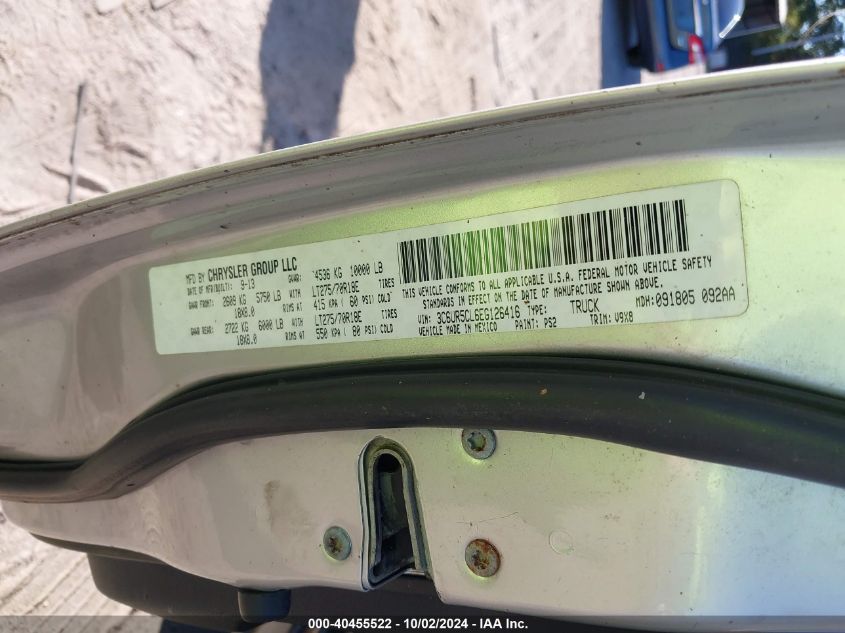 MFD BY CHRYSLER GROUP LLC
DATE OF MFR(BUILT): 9-13 GVWR: 4536 KG 10000 LB
GAWR FRONT: 2609 KG 5750 LB WITH LT275/70R18E TIRES
18X8.0 RIMS AT 415 KPA ( 60 PSI) COLD
GAWR REAR: 2722 KG 6000 LB WITH LT275/70R18E TIRES
18X8.0 RIMS AT 550 KPA ( 80 PSI) COLD
THIS VEHICLE CONFORMS TO ALL APPLICABLE U.S.A. FEDERAL MOTOR VEHICLE SAFETY
STANDARDS IN EFFECT ON THE DATE OF MANUFACTURE SHOWN ABOVE.
VIN: 3C6UR5CL6EG126416 TRUCK
MADE IN MEXICO PAINT: PS2 TRIM: V9X8 MDH: 091805 092AA
000-40455522 - 10/02/2024 - IAA Inc.